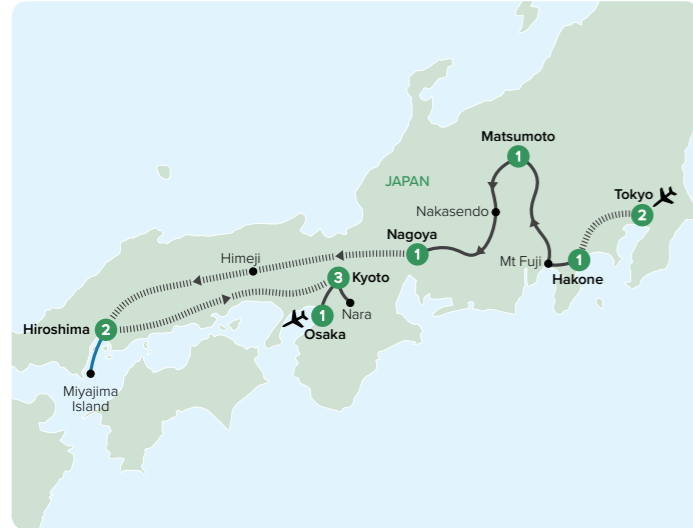 Matsumoto
1
JAPAN
Tokyo
2
Nakasendo
Nagoya
1
Mt Fuji
1
Hakone
Himeji
3
Kyoto
Nara
1
Osaka
Hiroshima
2
Miyajima
Island